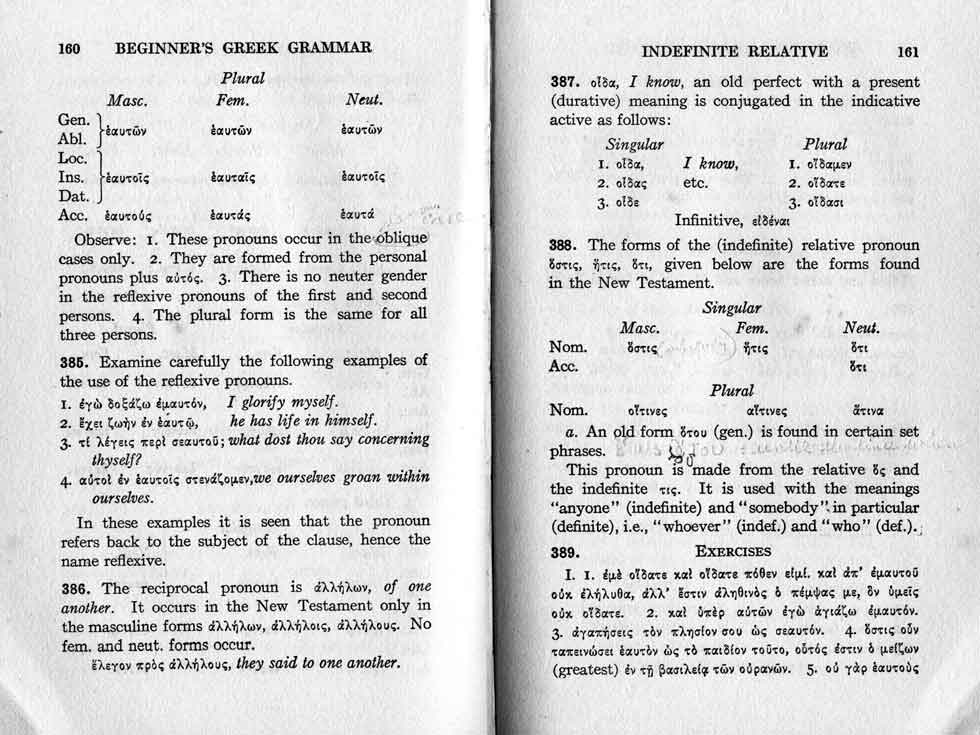 160 BEGINNER'S GREEK GRAMMAR
Plural
Masc. Fem. Neut.
Gen.
Abl. ἑαυτῶν ἑαυτῶν ἑαυτῶν
Loc.
Ins. ἑαυτοῖς ἑαυταῖς ἑαυτοῖς
Dat.
Acc. ἑαυτούς ἑαυτάς ἑαυτά
Observe: 1. These pronouns occur in the oblique
cases only. 2. They are formed from the personal
pronouns plus αὐτός. 3. There is no neuter gender
in the reflexive pronouns of the first and second
persons. 4. The plural form is the same for all
three persons.
385. Examine carefully the following examples of
the use of the reflexive pronouns.
1. ἐγὼ δοξάζω ἐμαυτόν, I glorify myself.
2. ἔχει ζωὴν ἐν ἑαυτῷ, he has life in himself.
3. τί λέγεις περὶ σεαυτοῦ; what dost thou say concerning
thyself?
4. αὐτοὶ ἐν ἑαυτοῖς στενάζομεν, we ourselves groan within
ourselves.
In these examples it is seen that the pronoun
refers back to the subject of the clause, hence the
name reflexive.
386. The reciprocal pronoun is ἀλλήλων, of one
another. It occurs in the New Testament only in
the masculine forms ἀλλήλων, ἀλλήλοις, ἀλλήλους. No
fem. and neut. forms occur.
ἔλεγον πρὸς ἀλλήλους, they said to one another.
INDEFINITE RELATIVE 161
387. οἶδα, I know, an old perfect with a present
(durative) meaning is conjugated in the indicative
active as follows:
Singular Plural
1. οἶδα, I know, 1. οἴδαμεν
2. οἶδας etc. 2. οἴδατε
3. οἶδε 3. οἴδασι
Infinitive, εἰδέναι
388. The forms of the (indefinite) relative pronoun
ὅστις, ἥτις, ὅτι, given below are the forms found
in the New Testament.
Singular
Masc. Fem. Neut.
Nom. ὅστις ἥτις ὅτι
Acc. ὅτι
Plural
Nom. οἵτινες αἵτινες ἅτινα
a. An old form ὅτου (gen.) is found in certain set
phrases.
This pronoun is made from the relative ὅς and
the indefinite τις. It is used with the meanings
"anyone" (indefinite) and "somebody" in particular
(definite), i.e., "whoever" (indef.) and "who" (def.).
389. EXERCISES
I. 1. ἐμὲ οἴδατε καὶ οἴδατε πόθεν εἰμί. καὶ ἀπ' ἐμαυτοῦ
οὐκ ἐλήλυθα, ἀλλ' ἔστιν ἀληθινὸς ὁ πέμψας με, ὃν ὑμεῖς
οὐκ οἴδατε. 2. καὶ ὑπὲρ αὐτῶν ἐγὼ ἁγιάζω ἐμαυτόν.
3. ἀγαπήσεις τὸν πλησίον σου ὡς σεαυτόν. 4. ὅστις οὖν
ταπεινώσει ἑαυτὸν ὡς τὸ παιδίον τοῦτο, οὗτός ἐστιν ὁ μείζων
(greatest) ἐν τῇ βασιλείᾳ τῶν οὐρανῶν. 5. οὐ γὰρ ἑαυτοὺς